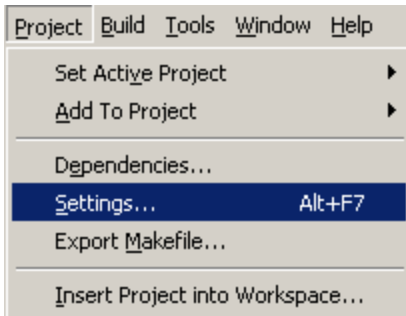 Project Build Tools Window Help
Set Active Project
Add To Project
Dependencies...
Settings... Alt+F7
Export Makefile...
Insert Project into Workspace...